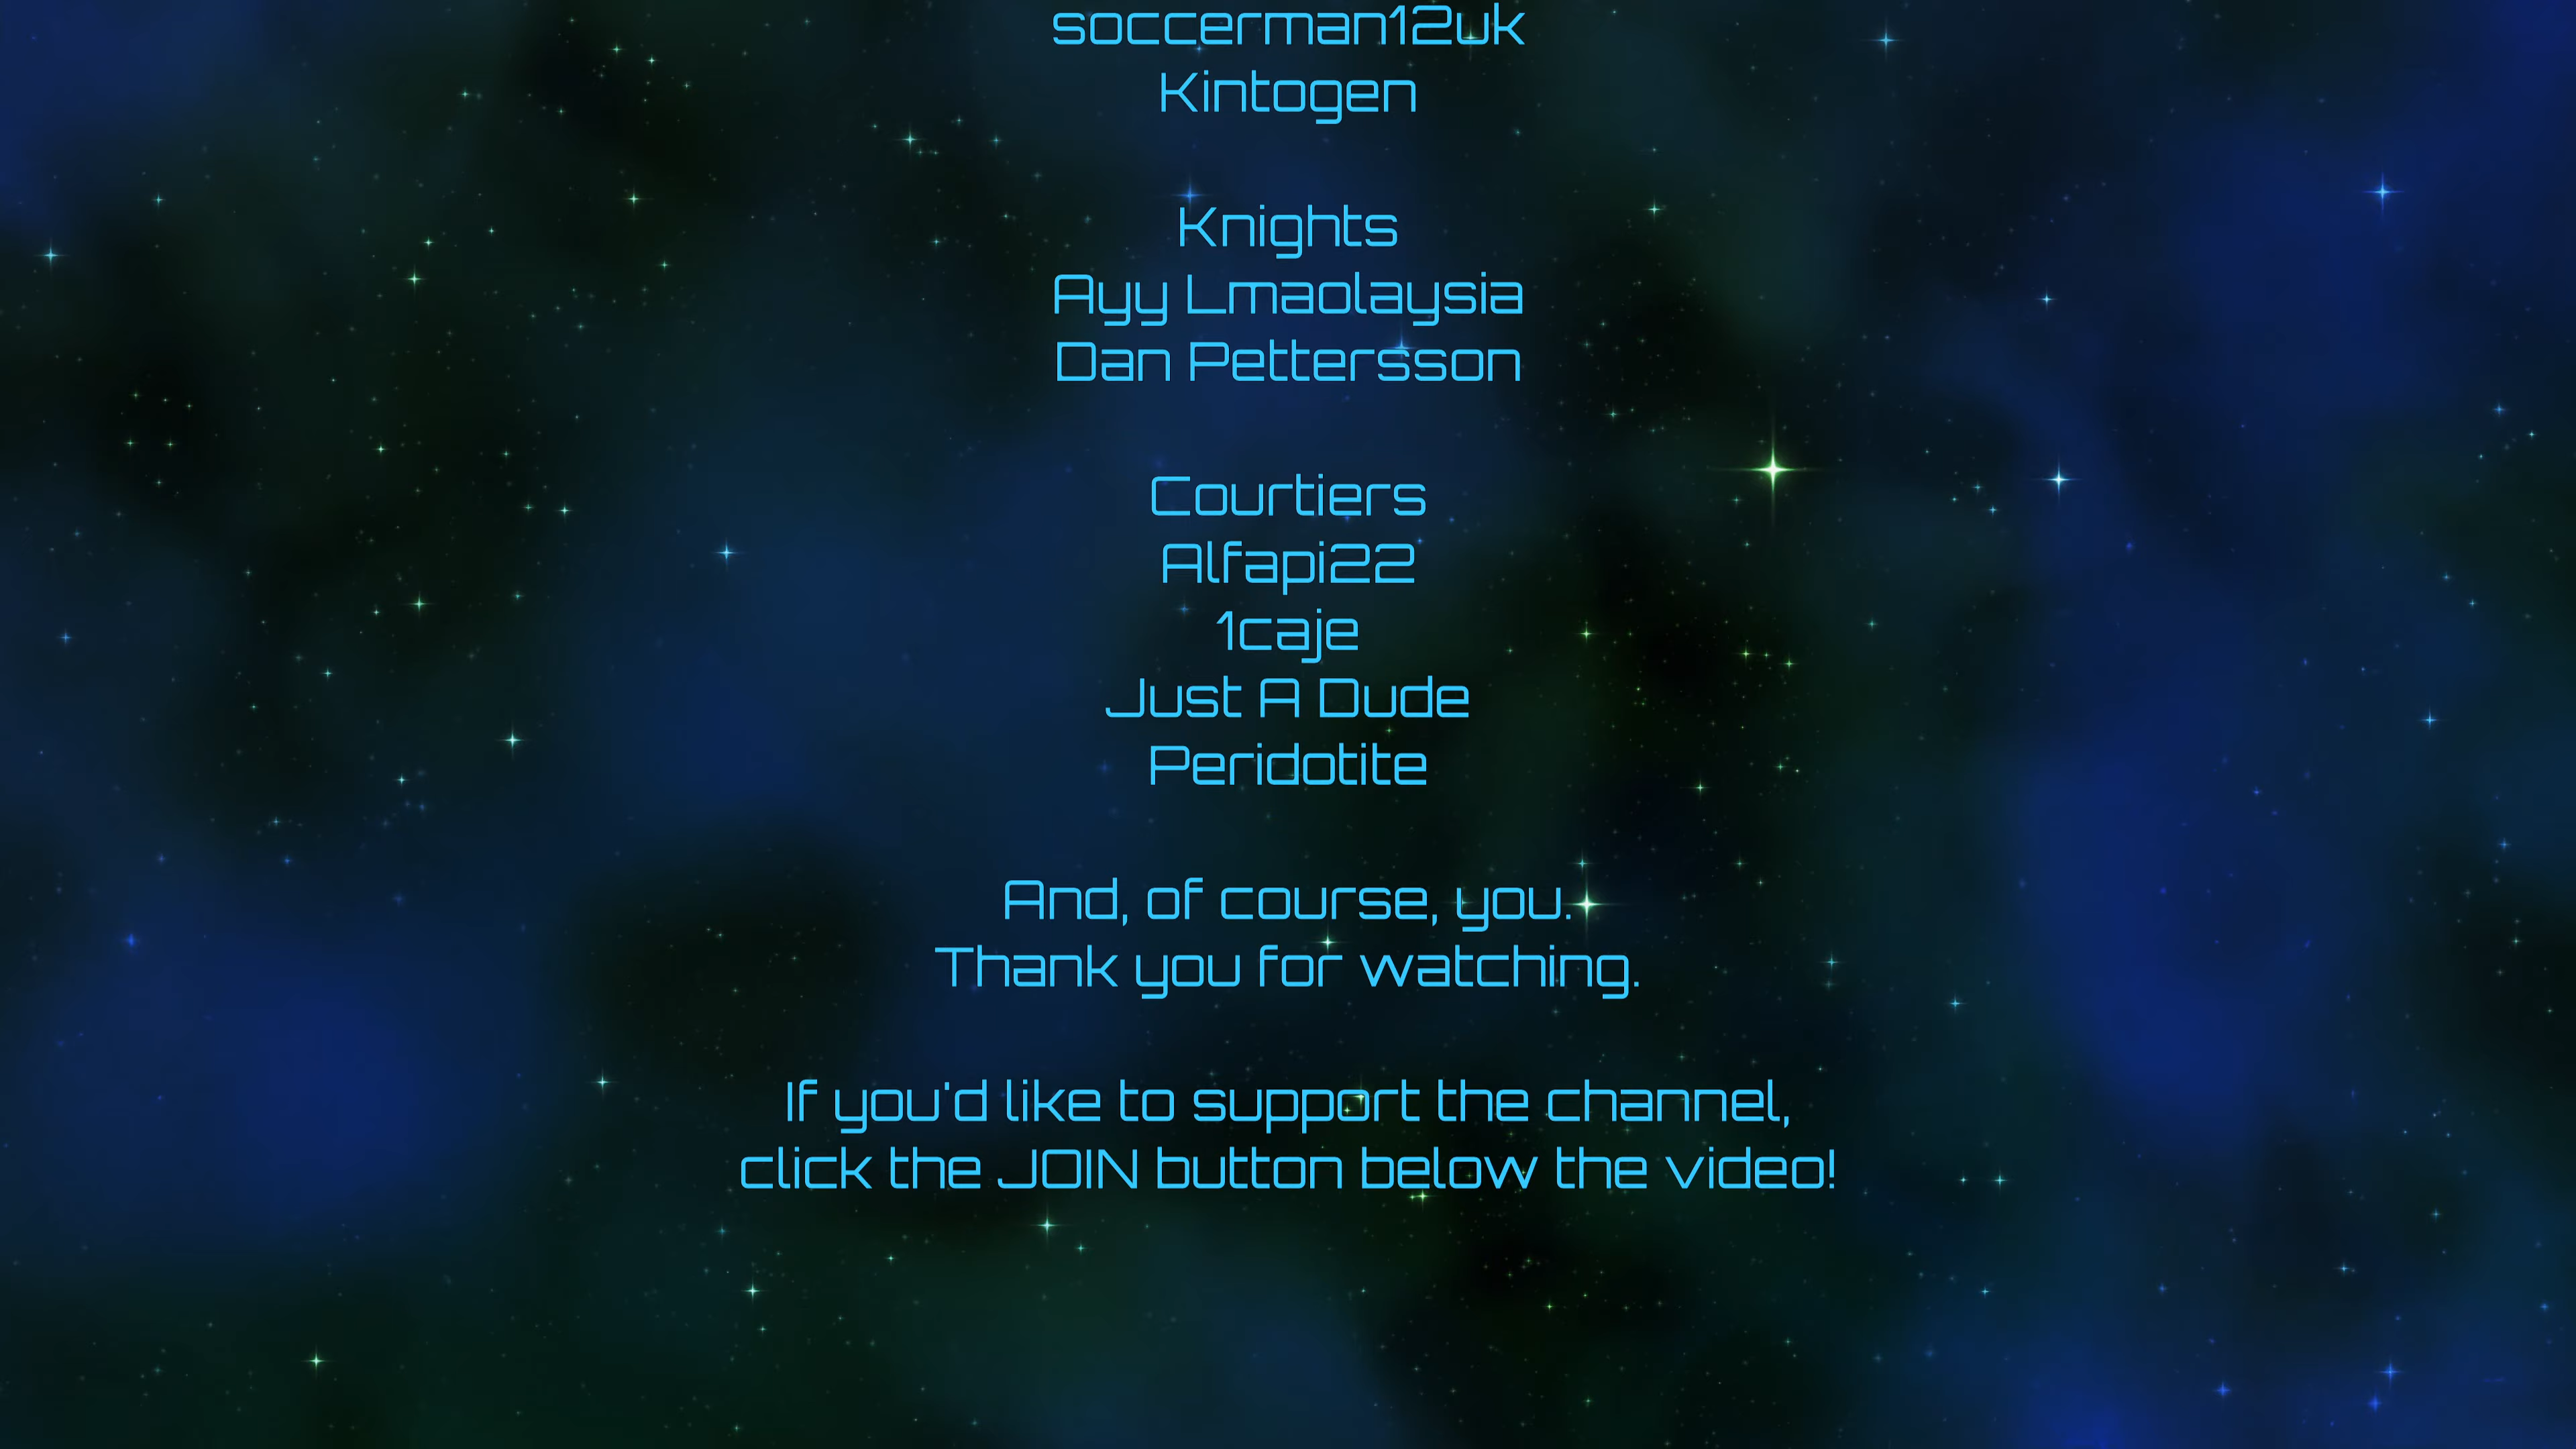 soccerman12uk
Kintogen
Knights
Ayy Lmaolaysia
Dan Pettersson
Courtiers
Alfapi22
1caje
Just A Dude
Peridotite
And, of course, you.
Thank you for watching.
If you'd like to support the channel,
click the JOIN button below the video!